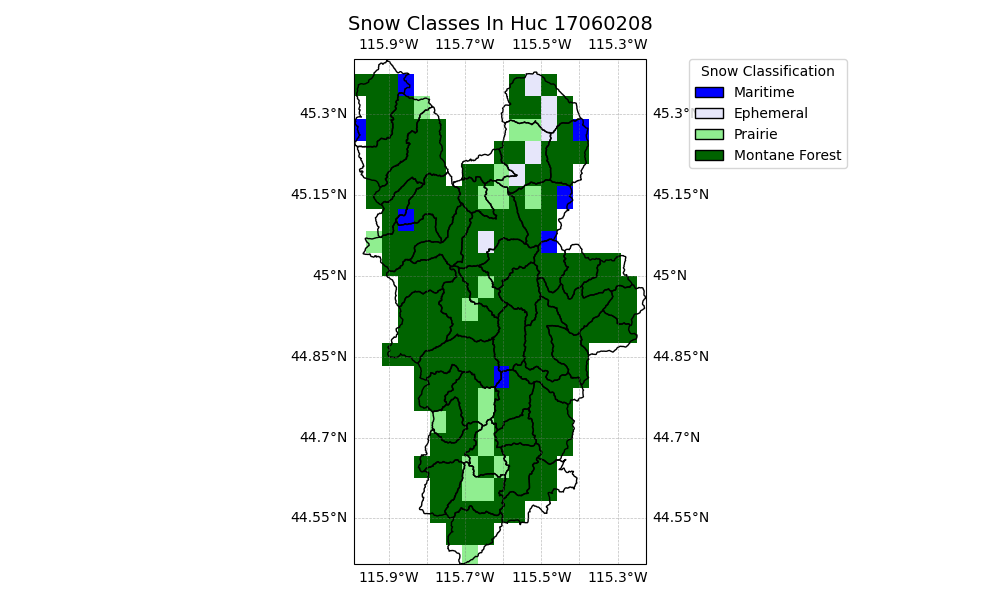 Snow Classes In Huc 17060208
115.9°W 115.7°W 115.5°W 115.3°W
Snow Classification
Maritime
Ephemeral
Prairie
Montane Forest
45.3°N 45.3°N
45.15°N 45.15°N
45°N 45°N
44.85°N 44.85°N
44.7°N 44.7°N
44.55°N 44.55°N
115.9°W 115.7°W 115.5°W 115.3°W